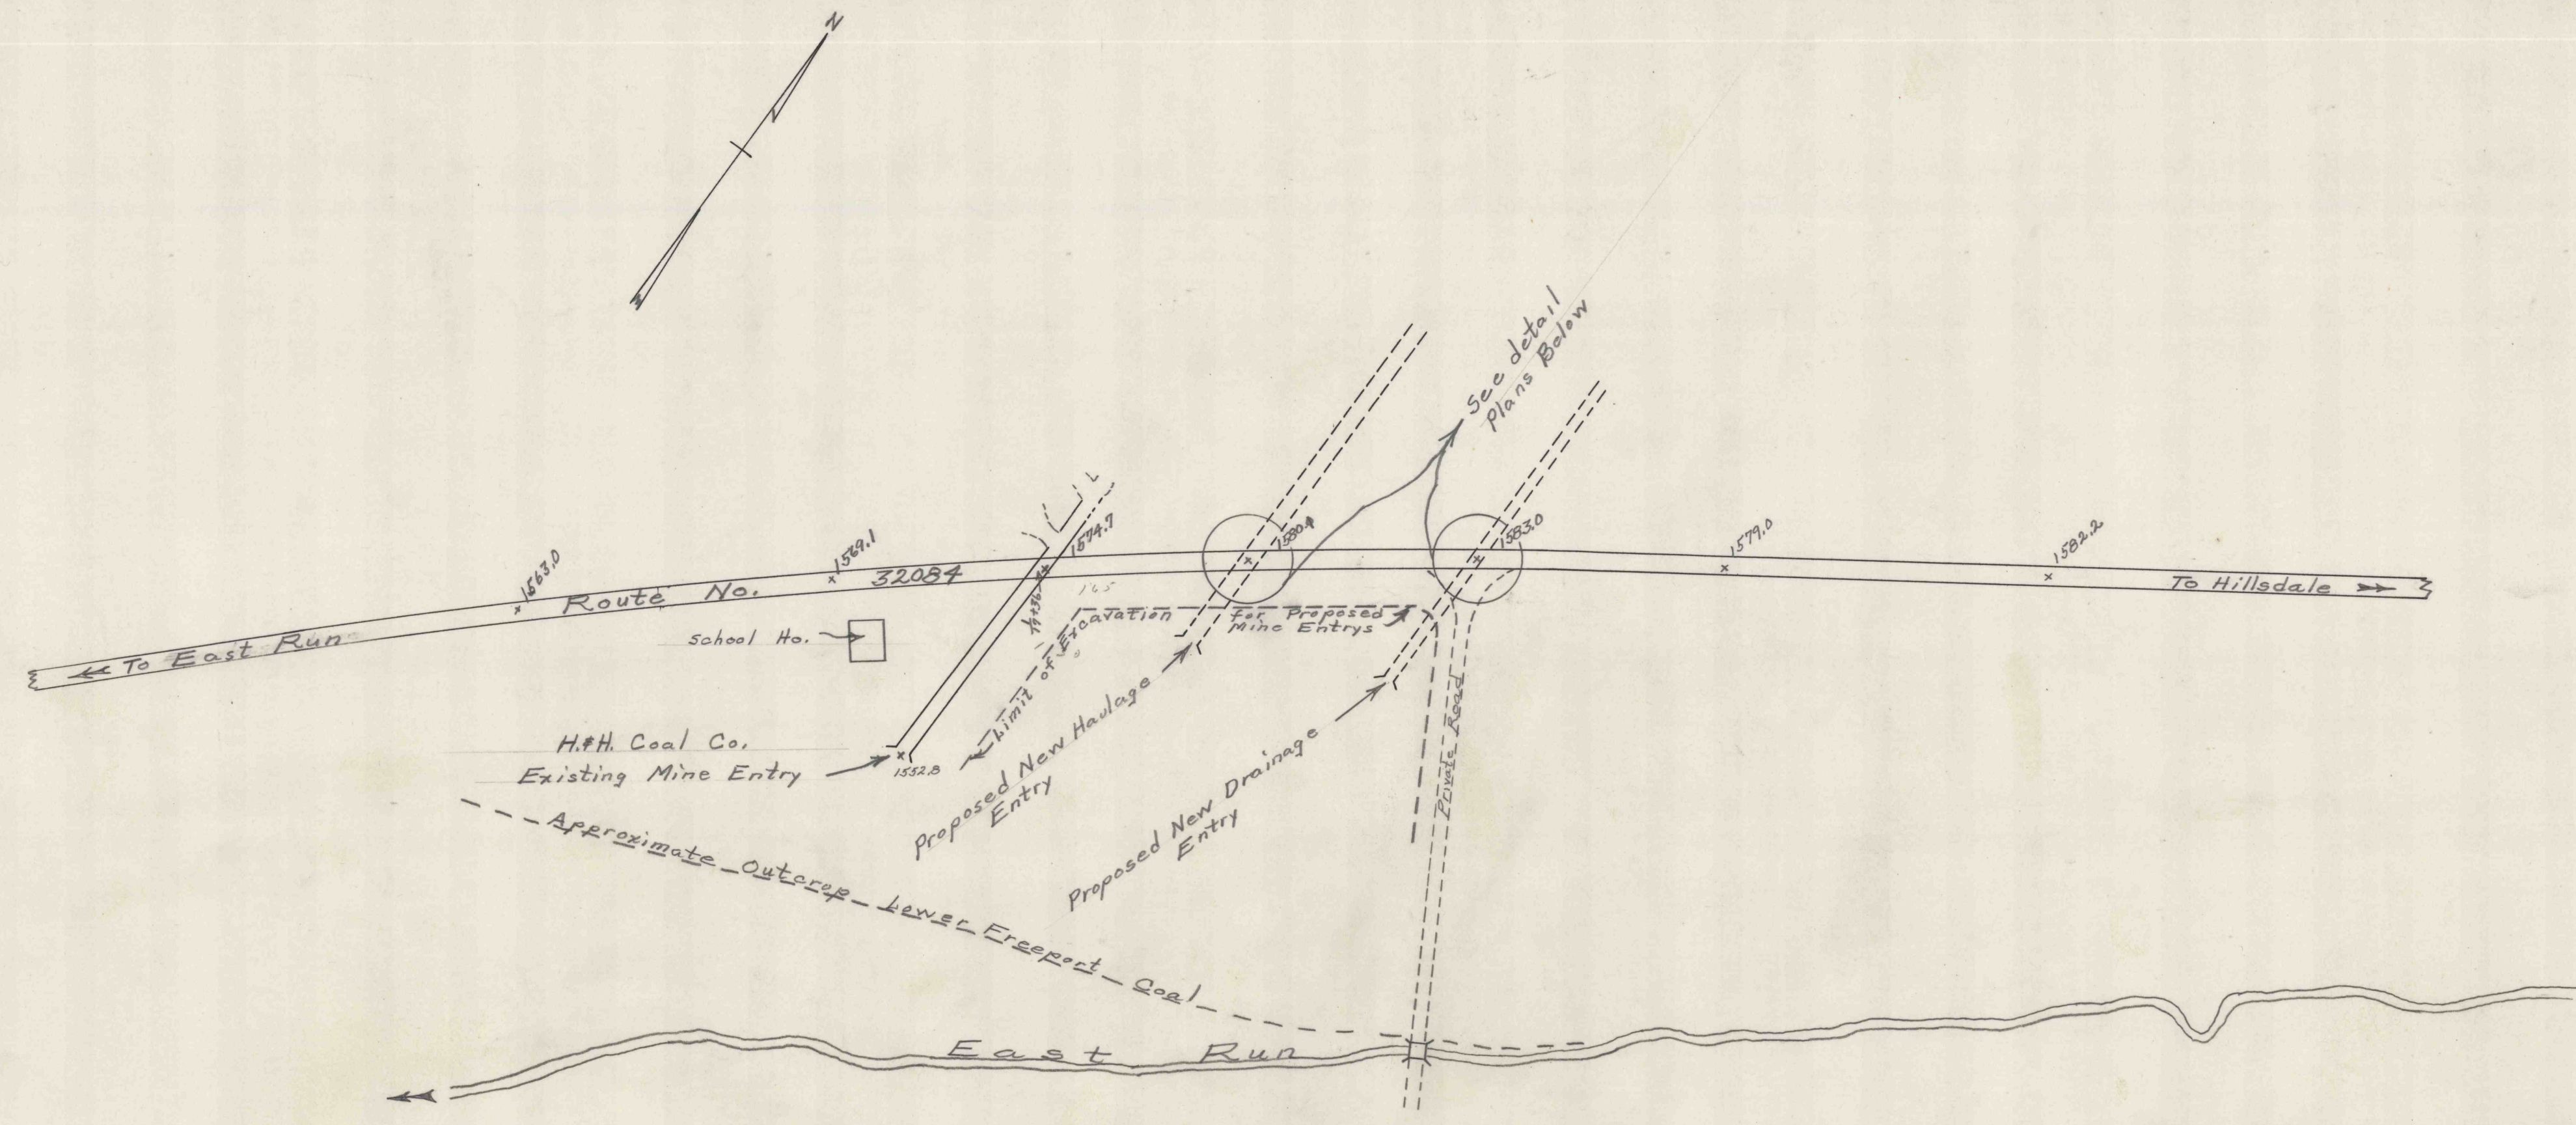 N
See detail
Plans Below
1563.0
1569.1
1574.7
1583.0
1579.0
1582.2
Route No. 32084
To Hillsdale
To East Run
165
School Ho.
Limit of Excavation for Proposed
Mine Entrys
H.&H. Coal Co.
Existing Mine Entry
1552.8
Proposed New Haulage
Entry
Proposed New Drainage
Entry
Private Road
Approximate Outcrop Lower Freeport Coal
East Run